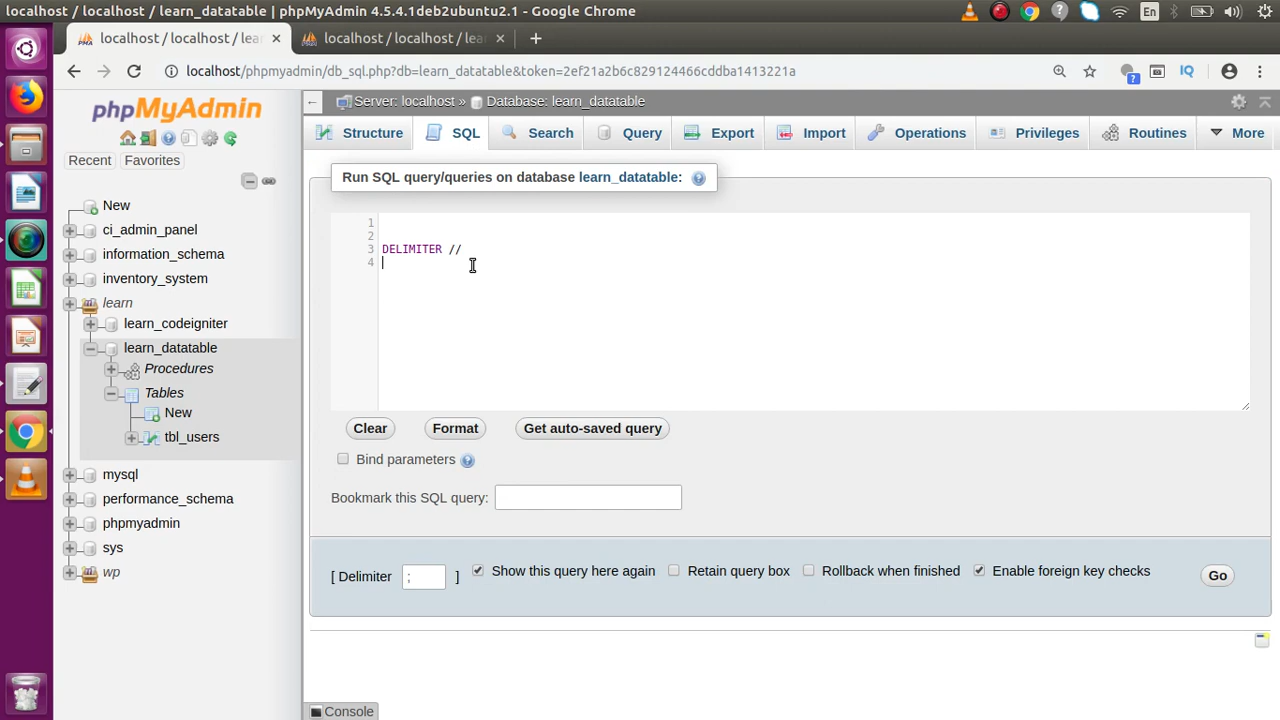 localhost / localhost / learn_datatable | phpMyAdmin 4.5.4.1deb2ubuntu2.1 - Google Chrome
En
localhost / localhost / lear
localhost / localhost / lea
localhost/phpmyadmin/db_sql.php?db=learn_datatable&token=2ef21a2b6c829124466cddba1413221a
phpMyAdmin
Recent
Favorites
New
ci_admin_panel
information_schema
inventory_system
learn
learn_codeigniter
learn_datatable
Procedures
Tables
New
tbl_users
mysql
performance_schema
phpmyadmin
sys
wp
Server: localhost » Database: learn_datatable
Structure
SQL
Search
Query
Export
Import
Operations
Privileges
Routines
More
Run SQL query/queries on database learn_datatable:
1
2
3 DELIMITER //
4
Clear
Format
Get auto-saved query
Bind parameters
Bookmark this SQL query:
[ Delimiter ; ]
Show this query here again
Retain query box
Rollback when finished
Enable foreign key checks
Go
Console